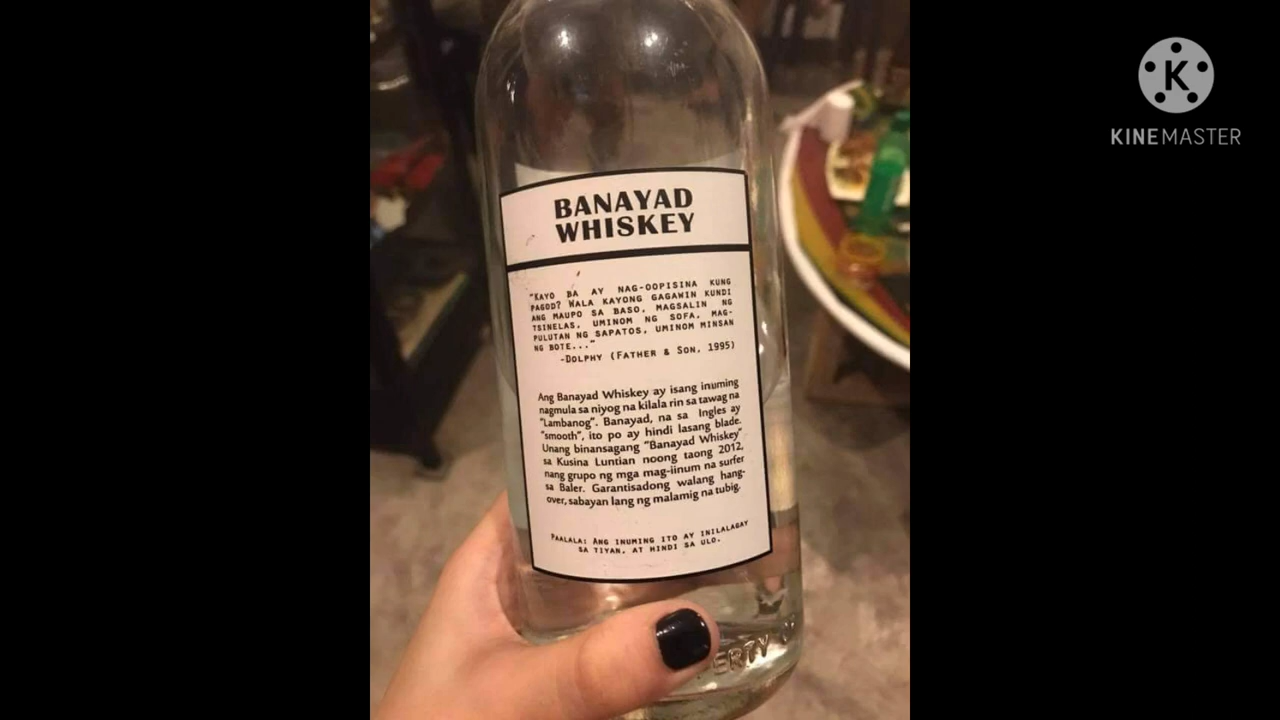 BANAYAD
WHISKEY
"KAYO BA AY NAG-OOPISINA KUNG
PAGOD? WALA KAYONG GAGAWIN KUNDI
ANG MAUPO SA BASO, MAGSALIN NG
TSINELAS, UMINOM NG SOFA, MAG-
PULUTAN NG SAPATOS, UMINOM MINSAN
NG BOTE..."
-DOLPHY (FATHER & SON, 1995)
Ang Banayad Whiskey ay isang inuming
nagmula sa niyog na kilala rin sa tawag na
"Lambanog". Banayad, na sa Ingles ay
"smooth", ito po ay hindi lasang blade.
Unang binansagang "Banayad Whiskey"
sa Kusina Luntian noong taong 2012,
nang grupo ng mga mag-iinum na surfer
sa Baler. Garantisadong walang hang-
over, sabayan lang ng malamig na tubig.
PAALALA: ANG INUMING ITO AY INILALAGAY
SA TIYAN, AT HINDI SA ULO.
K
KINEMASTER